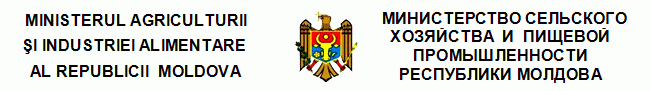 MINISTERUL AGRICULTURII
ŞI INDUSTRIEI ALIMENTARE
AL REPUBLICII MOLDOVA
МИНИСТЕРСТВО СЕЛЬСКОГО
ХОЗЯЙСТВА И ПИЩЕВОЙ
ПРОМЫШЛЕННОСТИ
РЕСПУБЛИКИ МОЛДОВА